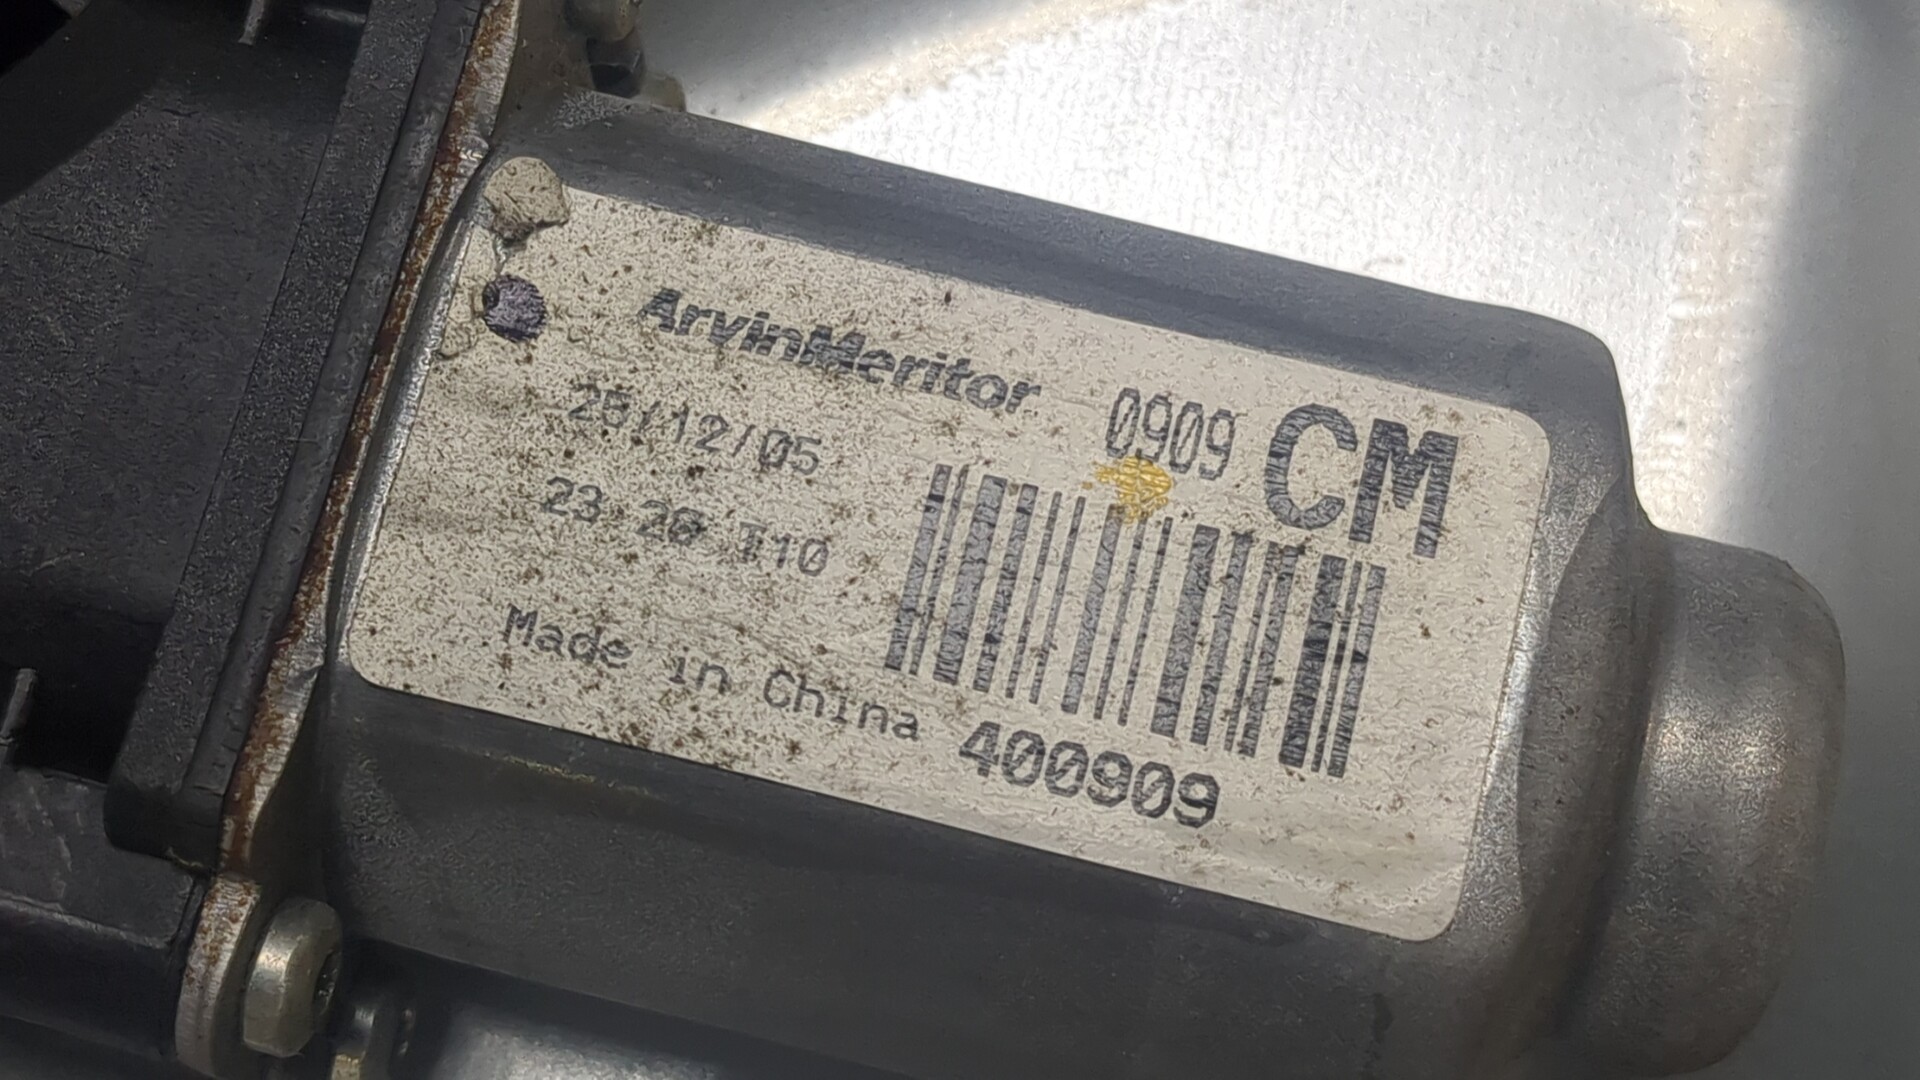 ArvinMeritor
0909 CM
25/12/05
23 20 T10
Made in China
400909